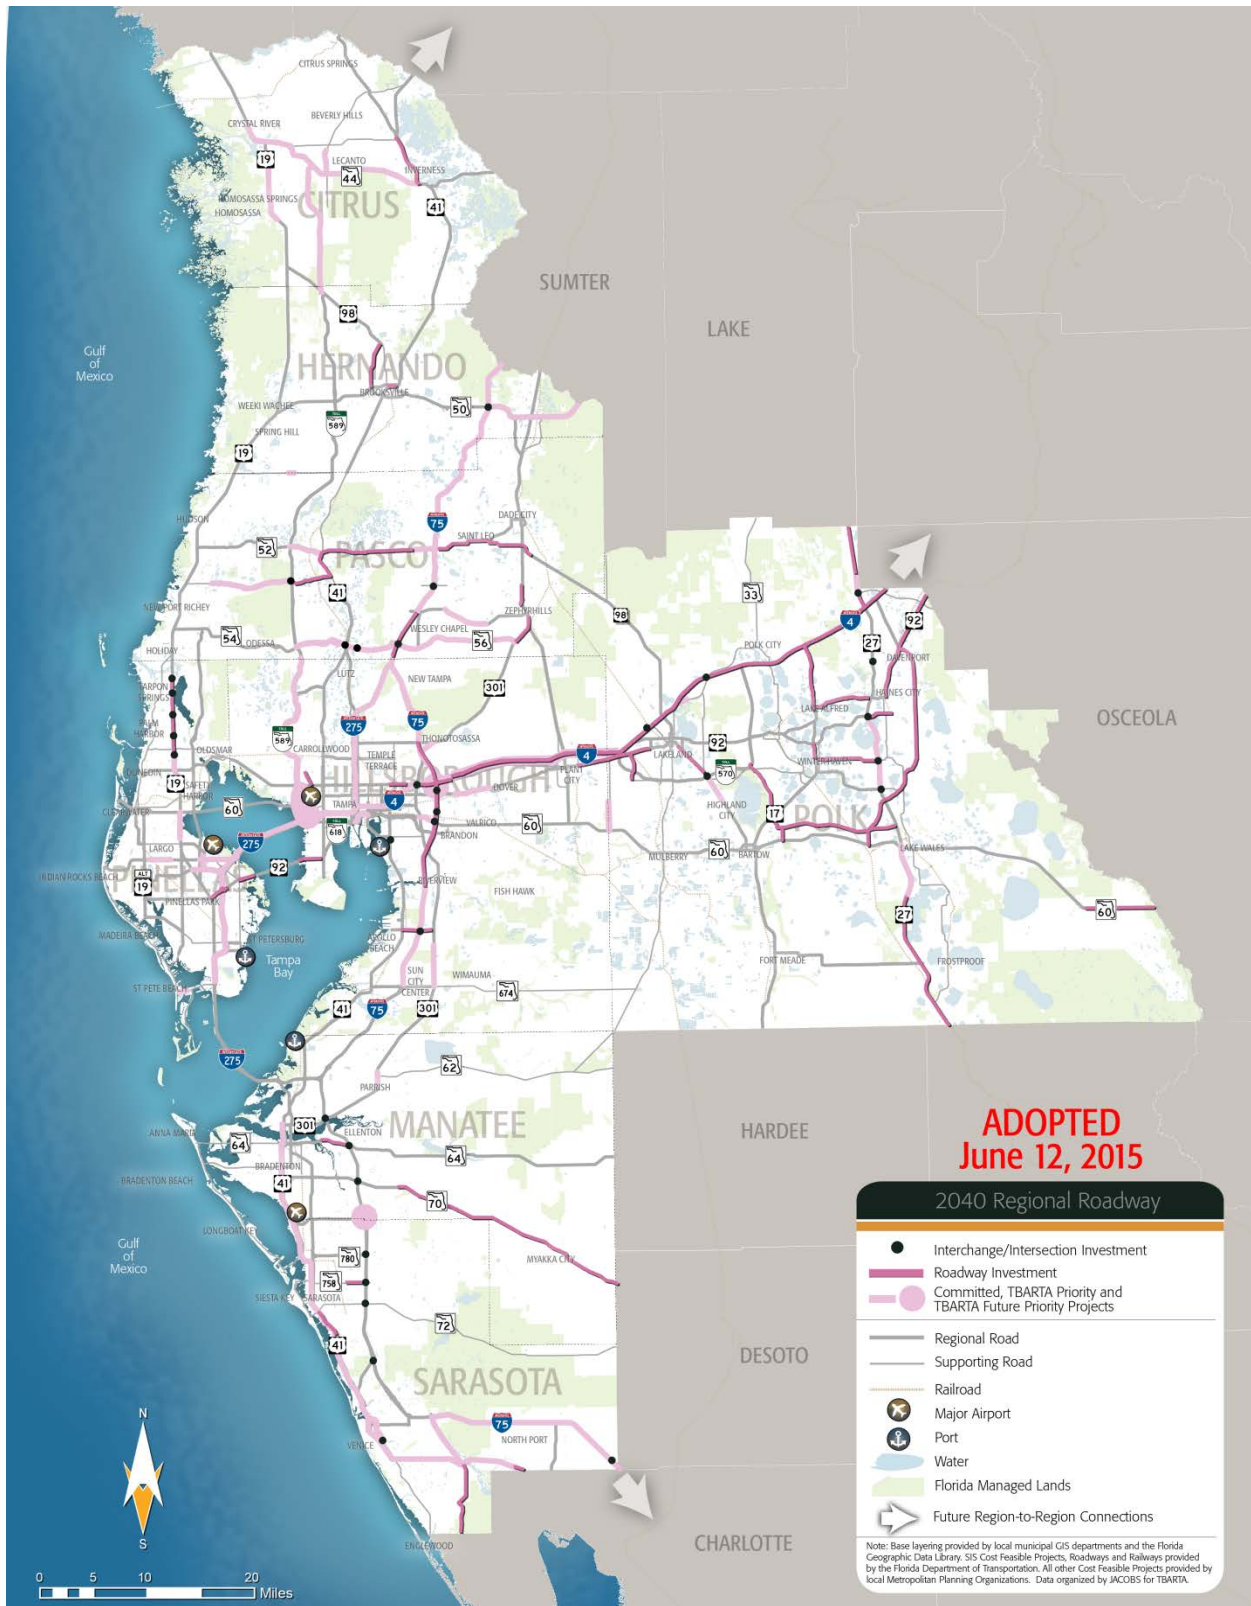 CITRUS SPRINGS
BEVERLY HILLS
CRYSTAL RIVER
19
LECANTO
44
INVERNESS
HOMOSASSA SPRINGS
CITRUS
HOMOSASSA
41
SUMTER
98
LAKE
Gulf
of
Mexico
HERNANDO
BROOKSVILLE
WEEKI WACHEE
50
589
SPRING HILL
19
HUDSON
DADE CITY
75
SAINT LEO
52
PASCO
41
33
NEW PORT RICHEY
ZEPHYRHILLS
98
4
92
54
ODESSA
WESLEY CHAPEL
56
27
HOLIDAY
POLK CITY
DAVENPORT
LUTZ
NEW TAMPA
TARPON
SPRINGS
301
HAINES CITY
LAKE ALFRED
OSCEOLA
PALM
HARBOR
589
275
75
THONOTOSASSA
OLDSMAR
CARROLLWOOD
TEMPLE
TERRACE
4
92
LAKELAND
DUNEDIN
HILLSBOROUGH
PLANT
CITY
570
WINTER HAVEN
19
SAFETY
HARBOR
DOVER
CLEARWATER
60
TAMPA
4
HIGHLAND
CITY
17
POLK
618
VALRICO
60
BRANDON
275
LARGO
92
MULBERRY
60
BARTOW
LAKE WALES
INDIAN ROCKS BEACH
PINELLAS
ALT
19
RIVERVIEW
FISH HAWK
PINELLAS PARK
27
60
MADEIRA BEACH
ST PETERSBURG
APOLLO
BEACH
Tampa
Bay
FORT MEADE
FROSTPROOF
ST PETE BEACH
SUN
CITY
CENTER
WIMAUMA
674
41
75
301
275
62
PARRISH
ANNA MARIA
301
ELLENTON
MANATEE
HARDEE
64
64
BRADENTON
BRADENTON BEACH
41
70
LONGBOAT KEY
Gulf
of
Mexico
780
MYAKKA CITY
758
SIESTA KEY
SARASOTA
72
41
DESOTO
SARASOTA
75
VENICE
NORTH PORT
ENGLEWOOD
CHARLOTTE
N
S
0 5 10 20
Miles
ADOPTED
June 12, 2015
2040 Regional Roadway
Interchange/Intersection Investment
Roadway Investment
Committed, TBARTA Priority and
TBARTA Future Priority Projects
Regional Road
Supporting Road
Railroad
Major Airport
Port
Water
Florida Managed Lands
Future Region-to-Region Connections
Note: Base layering provided by local municipal GIS departments and the Florida
Geographic Data Library. SIS Cost Feasible Projects, Roadways and Railways provided
by the Florida Department of Transportation. All other Cost Feasible Projects provided by
local Metropolitan Planning Organizations. Data organized by JACOBS for TBARTA.